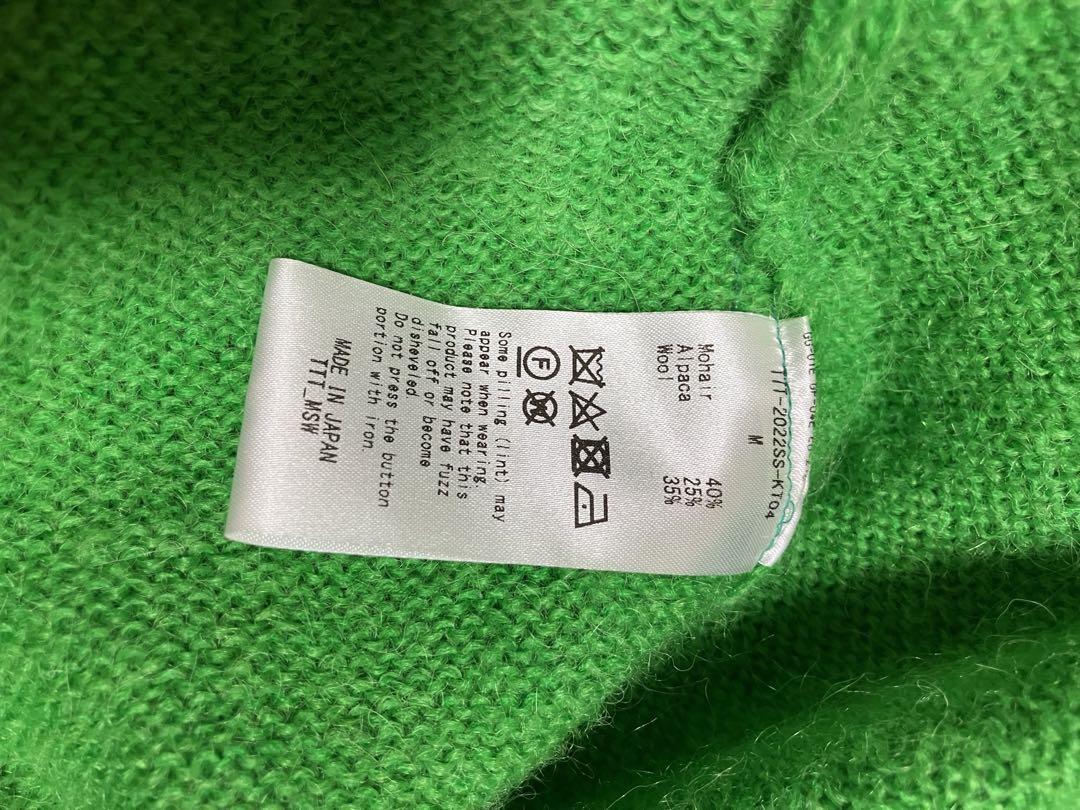 TTT-2022SS-KT04
M
Mohair 40%
Alpaca 25%
Wool 35%
F
Some pilling (lint) may
appear when wearing.
Please note that this
product may have fuzz
fall off or become
disheveled
Do not press the button
portion with iron.
MADE IN JAPAN
TTT_MSW